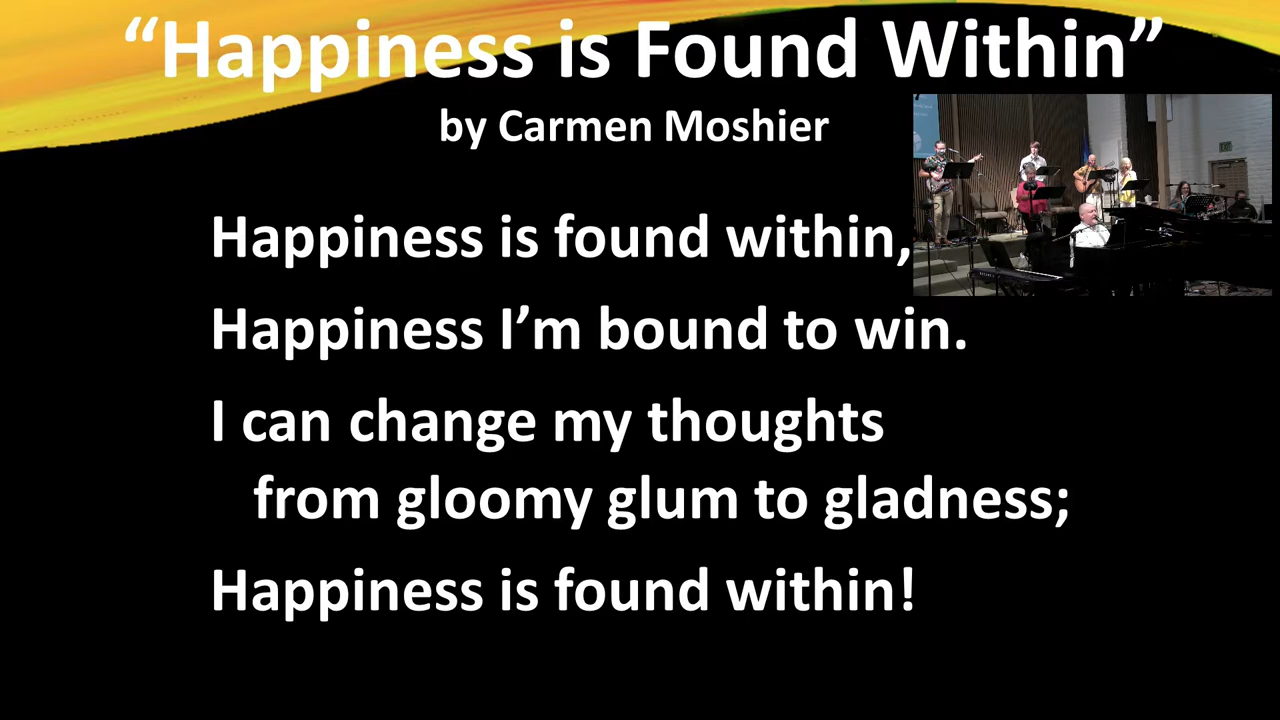 “Happiness is Found Within”
by Carmen Moshier
Happiness is found within,
Happiness I’m bound to win.
I can change my thoughts
from gloomy glum to gladness;
Happiness is found within!